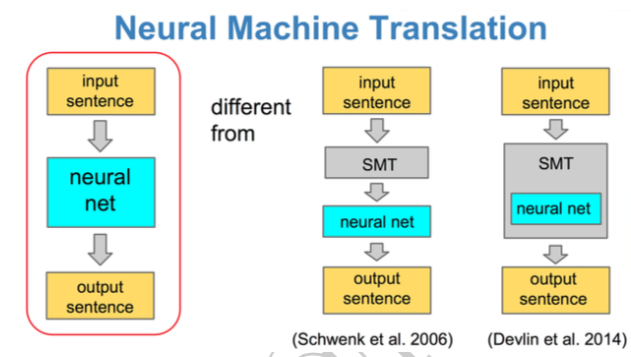 Neural Machine Translation
input
sentence
neural
net
output
sentence
different
from
input
sentence
SMT
neural net
output
sentence
(Schwenk et al. 2006)
input
sentence
SMT
neural net
output
sentence
(Devlin et al. 2014)